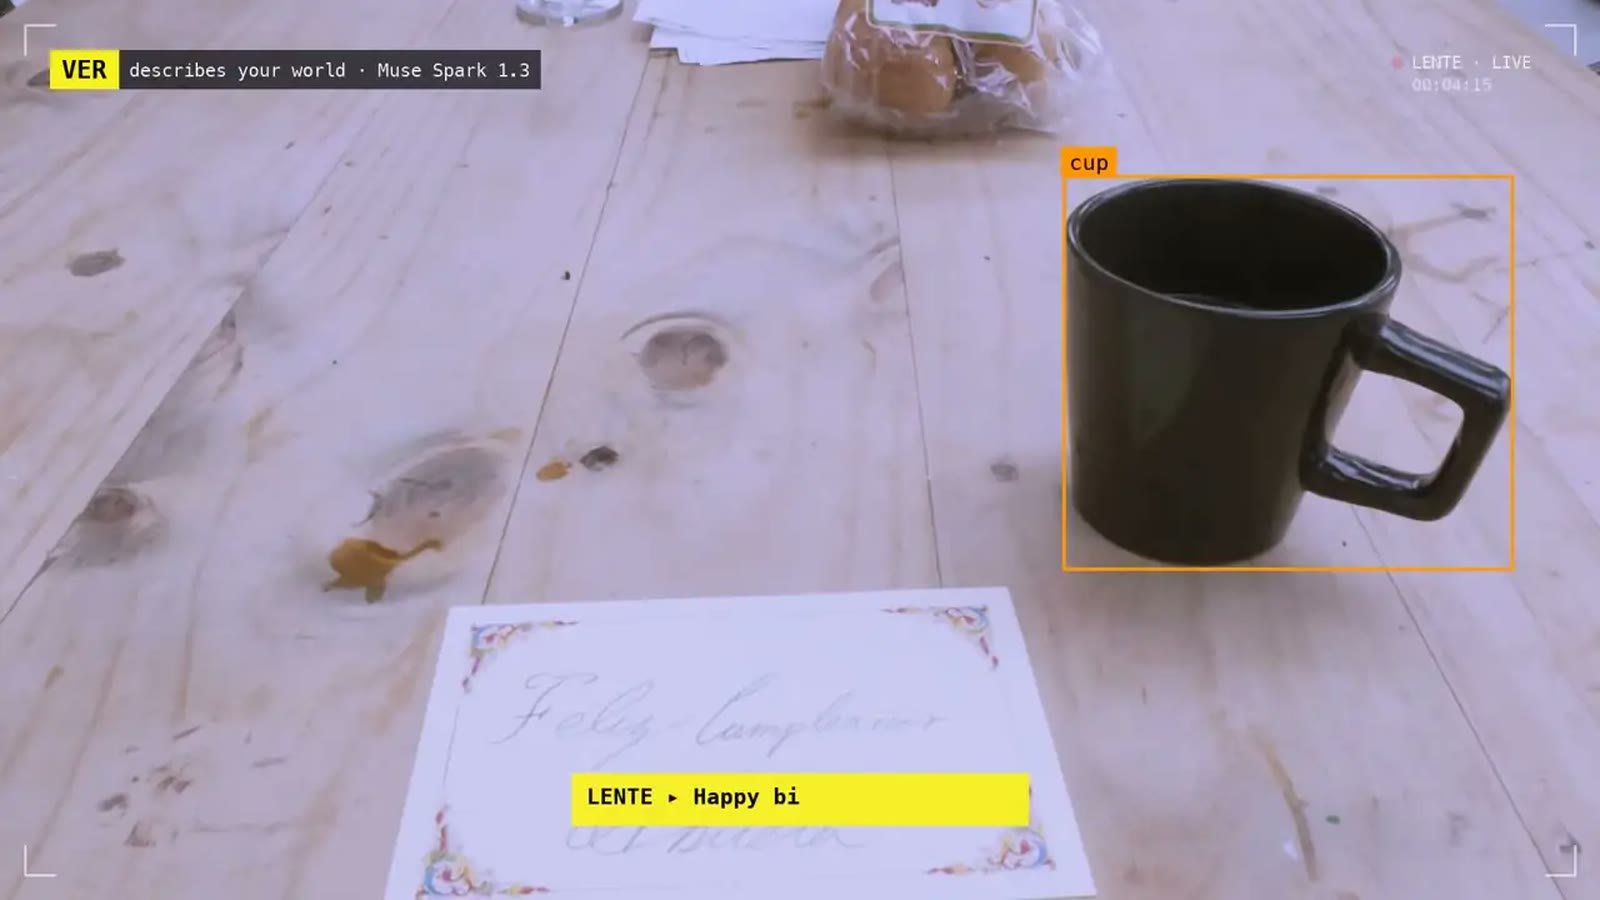 VER describes your world · Muse Spark 1.3
LENTE · LIVE
00:04:15
cup
Feliz Cumpleaños
LENTE ▸ Happy bi